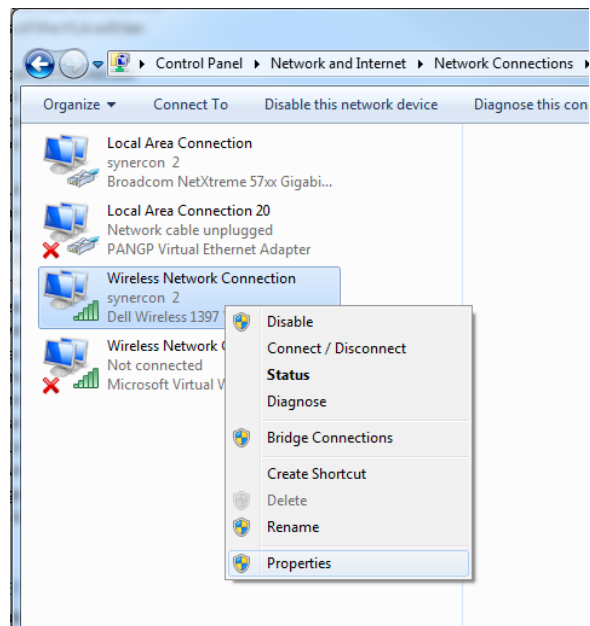 Control Panel Network and Internet Network Connections
Organize Connect To Disable this network device Diagnose this con
Local Area Connection
synercon 2
Broadcom NetXtreme 57xx Gigabi...
Local Area Connection 20
Network cable unplugged
PANGP Virtual Ethernet Adapter
Wireless Network Connection
synercon 2
Dell Wireless 1397
Wireless Network
Not connected
Microsoft Virtual
Disable
Connect / Disconnect
Status
Diagnose
Bridge Connections
Create Shortcut
Delete
Rename
Properties